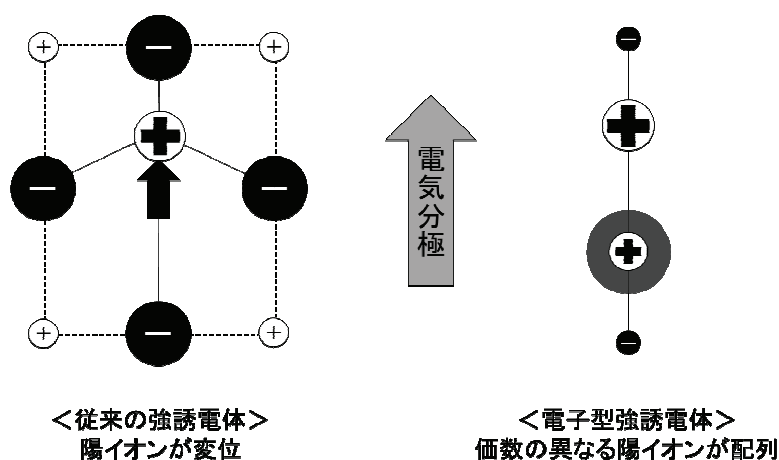 電気分極
＜従来の強誘電体＞
陽イオンが変位
＜電子型強誘電体＞
価数の異なる陽イオンが配列